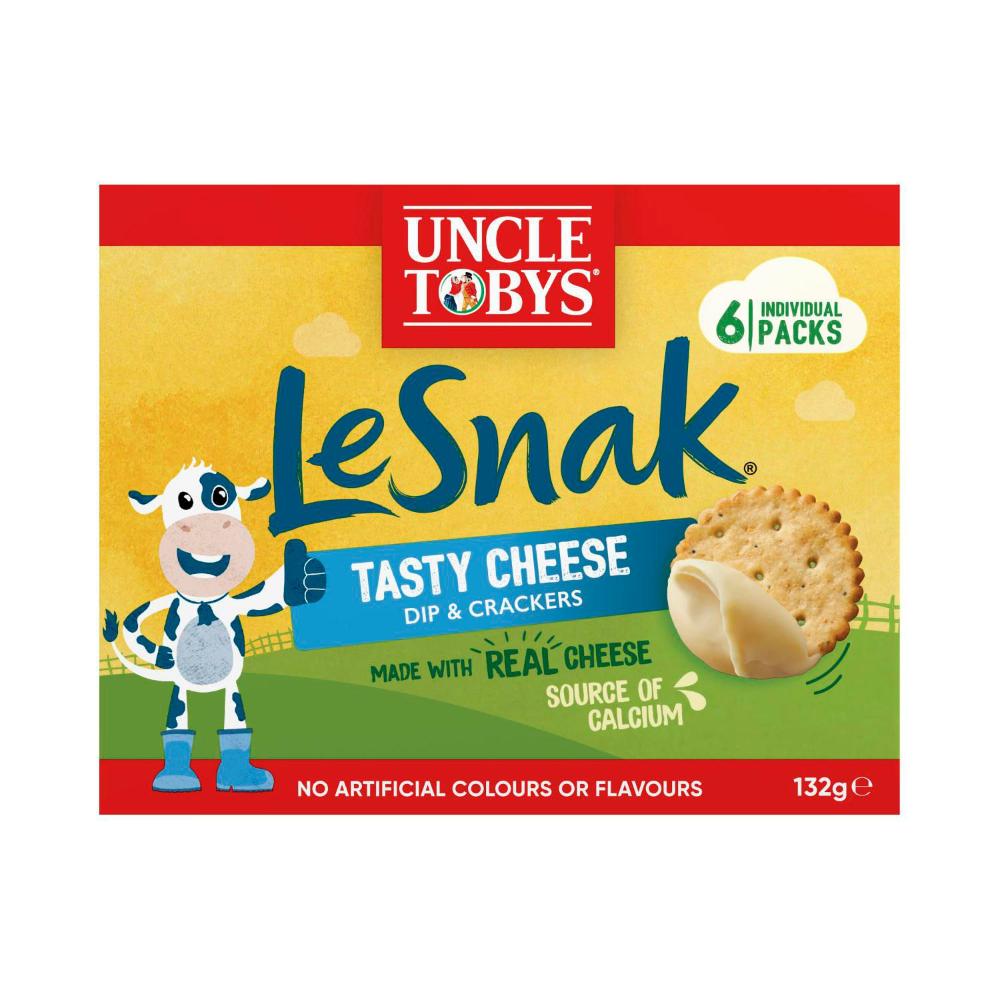 UNCLE
TOBYS®
6 | INDIVIDUAL
PACKS
LeSnak®
TASTY CHEESE
DIP & CRACKERS
MADE WITH REAL CHEESE
SOURCE OF
CALCIUM
NO ARTIFICIAL COLOURS OR FLAVOURS
132g ℮